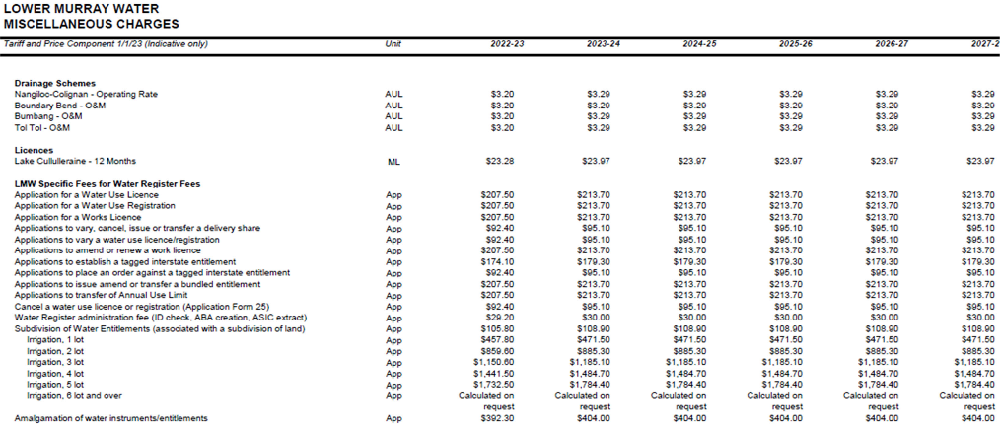 LOWER MURRAY WATER
MISCELLANEOUS CHARGES
Tariff and Price Component 1/1/23 (Indicative only) Unit 2022-23 2023-24 2024-25 2025-26 2026-27 2027-2
Drainage Schemes
Nangiloc-Colignan - Operating Rate AUL $3.20 $3.29 $3.29 $3.29 $3.29 $3.29
Boundary Bend - O&M AUL $3.20 $3.29 $3.29 $3.29 $3.29 $3.29
Bumbang - O&M AUL $3.20 $3.29 $3.29 $3.29 $3.29 $3.29
Tol Tol - O&M AUL $3.20 $3.29 $3.29 $3.29 $3.29 $3.29
Licences
Lake Cullulleraine - 12 Months ML $23.28 $23.97 $23.97 $23.97 $23.97 $23.97
LMW Specific Fees for Water Register Fees
Application for a Water Use Licence App $207.50 $213.70 $213.70 $213.70 $213.70 $213.70
Application for a Water Use Registration App $207.50 $213.70 $213.70 $213.70 $213.70 $213.70
Application for a Works Licence App $207.50 $213.70 $213.70 $213.70 $213.70 $213.70
Applications to vary, cancel, issue or transfer a delivery share App $92.40 $95.10 $95.10 $95.10 $95.10 $95.10
Applications to vary a water use licence/registration App $92.40 $95.10 $95.10 $95.10 $95.10 $95.10
Applications to amend or renew a work licence App $207.50 $213.70 $213.70 $213.70 $213.70 $213.70
Applications to establish a tagged interstate entitlement App $174.10 $179.30 $179.30 $179.30 $179.30 $179.30
Applications to place an order against a tagged interstate entitlement App $92.40 $95.10 $95.10 $95.10 $95.10 $95.10
Applications to issue amend or transfer a bundled entitlement App $207.50 $213.70 $213.70 $213.70 $213.70 $213.70
Applications to transfer of Annual Use Limit App $207.50 $213.70 $213.70 $213.70 $213.70 $213.70
Cancel a water use licence or registration (Application Form 25) App $92.40 $95.10 $95.10 $95.10 $95.10 $95.10
Water Register administration fee (ID check, ABA creation, ASIC extract) App $29.20 $30.00 $30.00 $30.00 $30.00 $30.00
Subdivision of Water Entitlements (associated with a subdivision of land) App $105.80 $108.90 $108.90 $108.90 $108.90 $108.90
Irrigation, 1 lot App $457.80 $471.50 $471.50 $471.50 $471.50 $471.50
Irrigation, 2 lot App $859.60 $885.30 $885.30 $885.30 $885.30 $885.30
Irrigation, 3 lot App $1,150.60 $1,185.10 $1,185.10 $1,185.10 $1,185.10 $1,185.10
Irrigation, 4 lot App $1,441.50 $1,484.70 $1,484.70 $1,484.70 $1,484.70 $1,484.70
Irrigation, 5 lot App $1,732.50 $1,784.40 $1,784.40 $1,784.40 $1,784.40 $1,784.40
Irrigation, 6 lot and over App Calculated on Calculated on Calculated on Calculated on Calculated on Calculated on
request request request request request request
Amalgamation of water instruments/entitlements App $392.30 $404.00 $404.00 $404.00 $404.00 $404.00